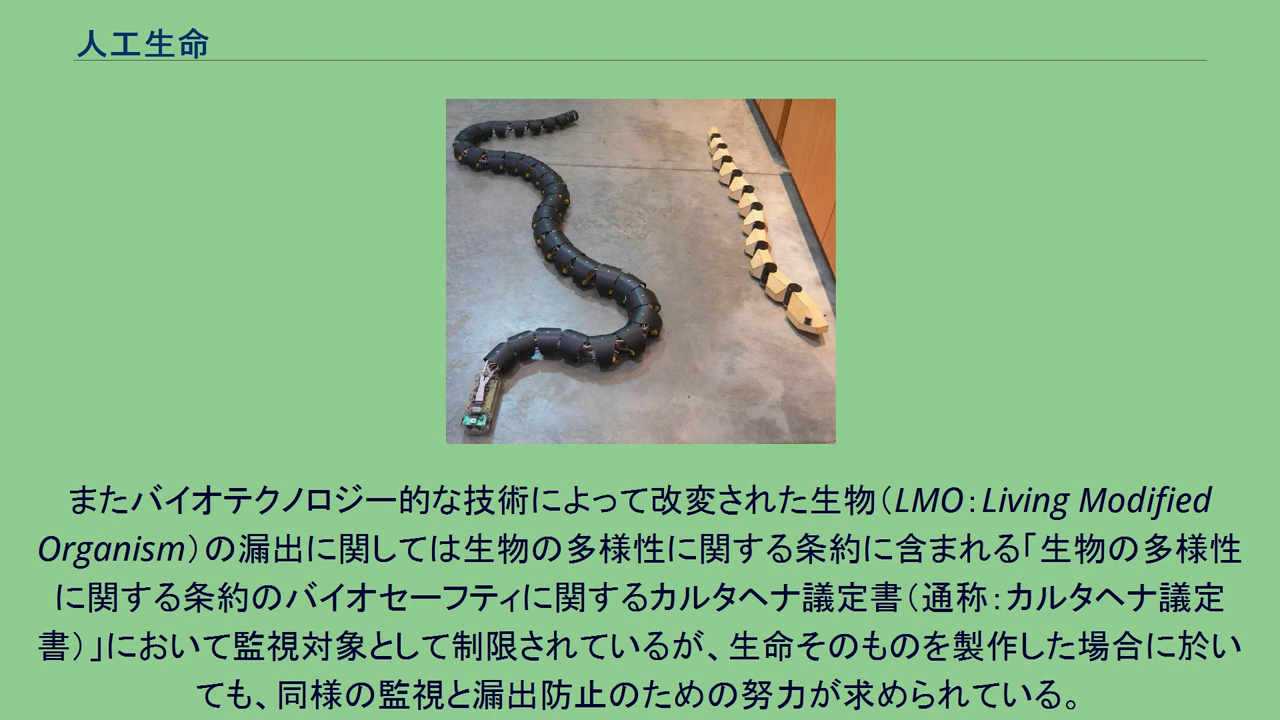 人工生命
またバイオテクノロジー的な技術によって改変された生物（LMO：Living Modified
Organism）の漏出に関しては生物の多様性に関する条約に含まれる「生物の多様性
に関する条約のバイオセーフティに関するカルタヘナ議定書（通称：カルタヘナ議定
書）」において監視対象として制限されているが、生命そのものを製作した場合に於い
ても、同様の監視と漏出防止のための努力が求められている。